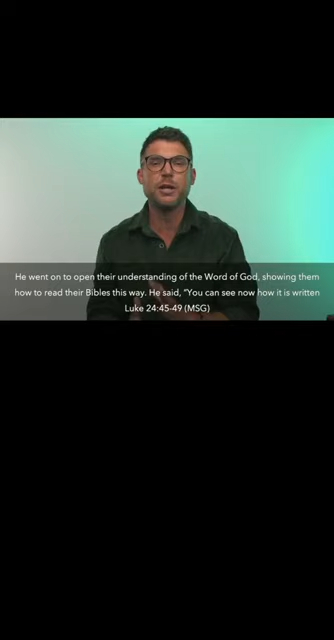 He went on to open their understanding of the Word of God, showing them
how to read their Bibles this way. He said, “You can see now how it is written
Luke 24:45-49 (MSG)